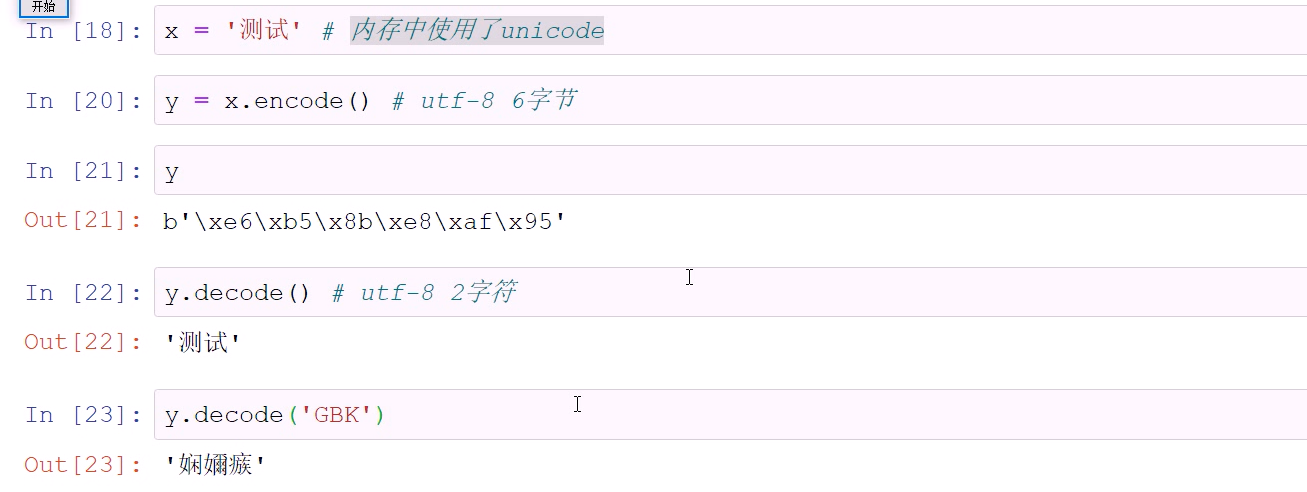 开始
In [18]: x = '测试' # 内存中使用了unicode
In [20]: y = x.encode() # utf-8 6字节
In [21]: y
Out[21]: b'\xe6\xb5\x8b\xe8\xaf\x95'
In [22]: y.decode() # utf-8 2字符
Out[22]: '测试'
In [23]: y.decode('GBK')
Out[23]: '娴嬭瘯'